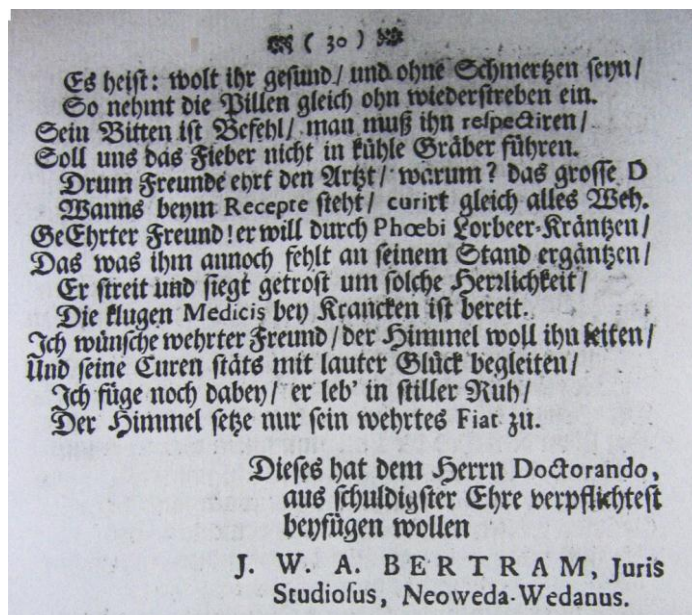 ( 30 )
Es heist: wolt ihr gesund / und ohne Schmertzen seyn /
So nehmt die Pillen gleich ohn wiederstreben ein.
Sein Bitten ist Befehl / man muß ihn respectiren /
Soll uns das Fieber nicht in kühle Gräber führen.
Drum Freunde eyrt den Artzt / warum? das grosse D
Wanns beym Recepte steht / curirt gleich alles Weh.
GeEhrter Freund! er will durch Phœbi Lorbeer-Kräntzen /
Das was ihm annoch fehlt an seinem Stand ergäntzen /
Er streit und siegt getrost um solche Herrlichkeit /
Die klugen Medicis bey Krancken ist bereit.
Ich wünsche wehrter Freund / der Himmel woll ihn leiten /
Und seine Curen stäts mit lauter Glück begleiten /
Ich füge noch dabey / er leb' in stiller Ruh /
Der Himmel setze nur sein wehrtes Fiat zu.
Dieses hat dem Herrn Doctorando,
aus schuldigster Ehre verpflichtest
beyfügen wollen
J. W. A. BERTRAM, Juris
Studiosus, Neoweda-Wedanus.